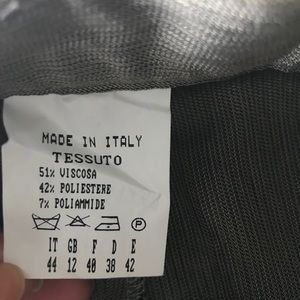 MADE IN ITALY
TESSUTO
51% VISCOSA
42% POLIESTERE
7% POLIAMMIDE
P
IT GB F D E
44 12 40 38 42